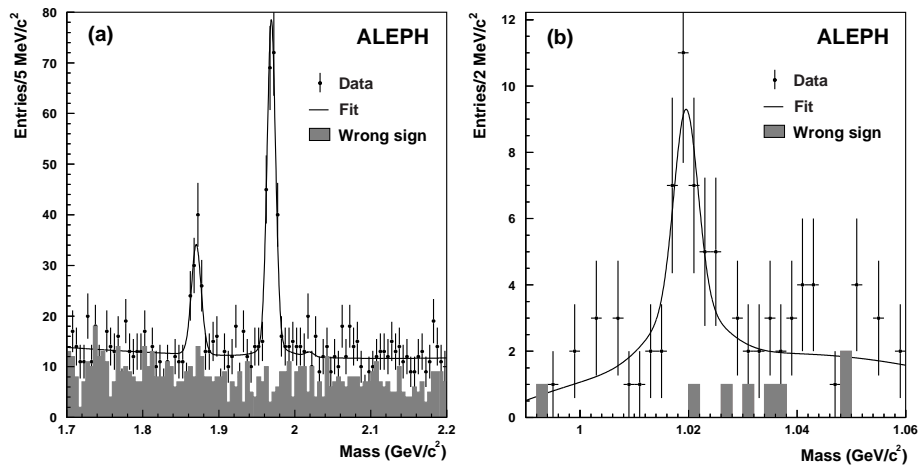 (a)
ALEPH
Entries/5 MeV/c²
Data
Fit
Wrong sign
80
70
60
50
40
30
20
10
0
1.7 1.8 1.9 2 2.1 2.2
Mass (GeV/c²)
(b)
ALEPH
Entries/2 MeV/c²
Data
Fit
Wrong sign
12
10
8
6
4
2
0
1 1.02 1.04 1.06
Mass (GeV/c²)